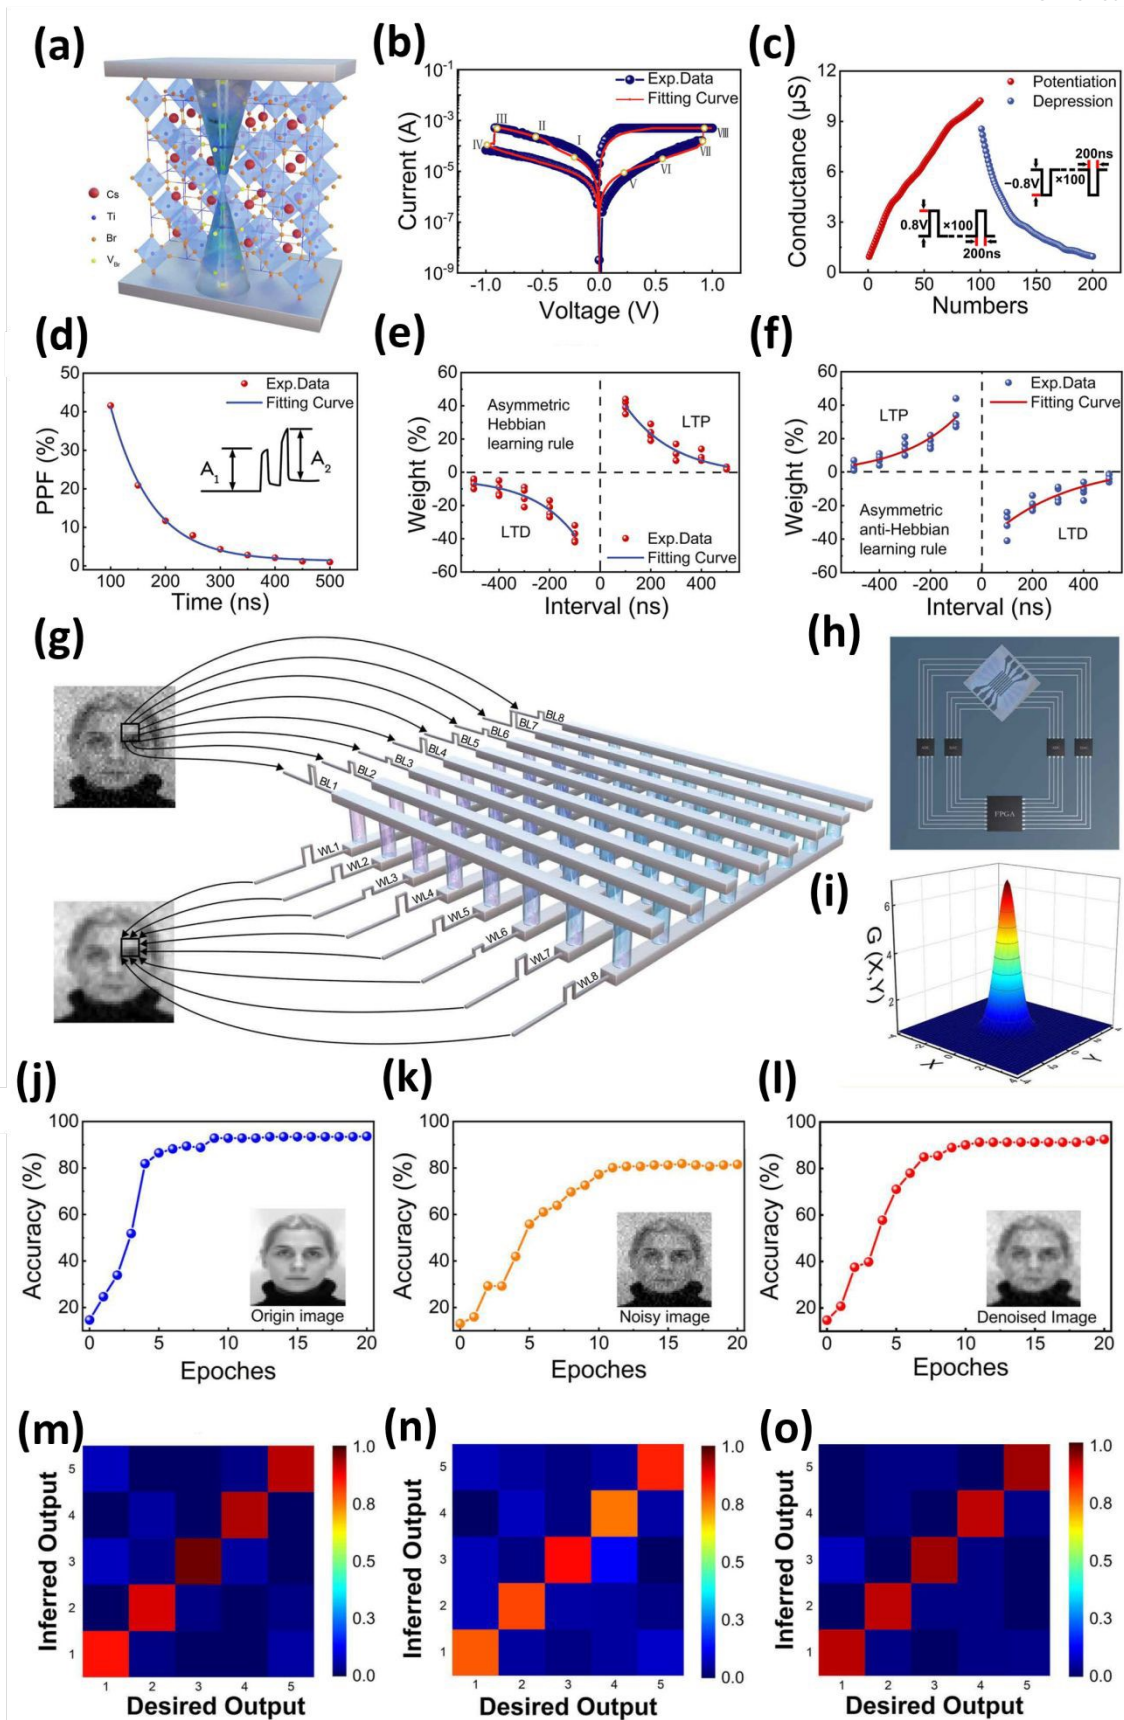 (a)
Cs
Ti
Br
V_Br
(b)
Current (A)
10⁻¹
10⁻³
10⁻⁵
10⁻⁷
10⁻⁹
Exp.Data
Fitting Curve
III
II
I
IV
V
VI
VII
VIII
-1.0 -0.5 0.0 0.5 1.0
Voltage (V)
(c)
Conductance (μS)
12
9
6
3
0
Potentiation
Depression
200ns
−0.8V
×100
0.8V
×100
200ns
0 50 100 150 200
Numbers
(d)
PPF (%)
50
40
30
20
10
0
Exp.Data
Fitting Curve
A₁
A₂
100 200 300 400 500
Time (ns)
(e)
Weight (%)
60
40
20
0
-20
-40
-60
Asymmetric
Hebbian
learning rule
LTP
LTD
Exp.Data
Fitting Curve
-400 -200 0 200 400
Interval (ns)
(f)
Weight (%)
60
40
20
0
-20
-40
-60
LTP
Exp.Data
Fitting Curve
Asymmetric
anti-Hebbian
learning rule
LTD
-400 -200 0 200 400
Interval (ns)
(g)
BL8
BL7
BL6
BL5
BL4
BL3
BL2
BL1
WL1
WL2
WL3
WL4
WL5
WL6
WL7
WL8
(h)
FPGA
(i)
G (X,Y)
6
4
2
X
Y
(j)
Accuracy (%)
100
80
60
40
20
Origin image
0 5 10 15 20
Epoches
(k)
Accuracy (%)
100
80
60
40
20
Noisy image
0 5 10 15 20
Epoches
(l)
Accuracy (%)
100
80
60
40
20
Denoised Image
0 5 10 15 20
Epoches
(m)
Inferred Output
5
4
3
2
1
1 2 3 4 5
Desired Output
1.0
0.8
0.5
0.3
0.0
(n)
Inferred Output
5
4
3
2
1
1 2 3 4 5
Desired Output
1.0
0.8
0.5
0.3
0.0
(o)
Inferred Output
5
4
3
2
1
1 2 3 4 5
Desired Output
1.0
0.8
0.5
0.3
0.0